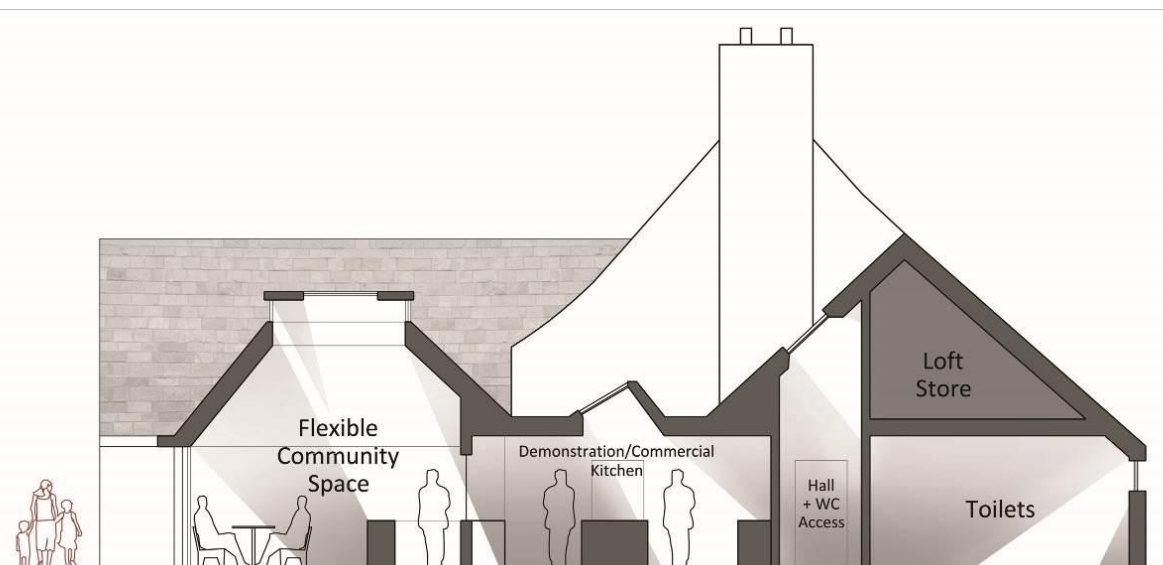 Flexible
Community
Space
Demonstration/Commercial
Kitchen
Hall
+ WC
Access
Loft
Store
Toilets